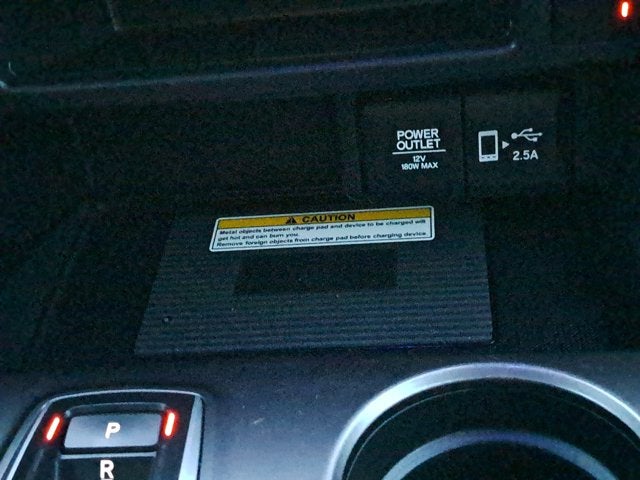 POWER
OUTLET
12V
180W MAX
2.5A
CAUTION
Metal objects between charge pad and device to be charged will
get hot and can burn you.
Remove foreign objects from charge pad before charging device
P
R